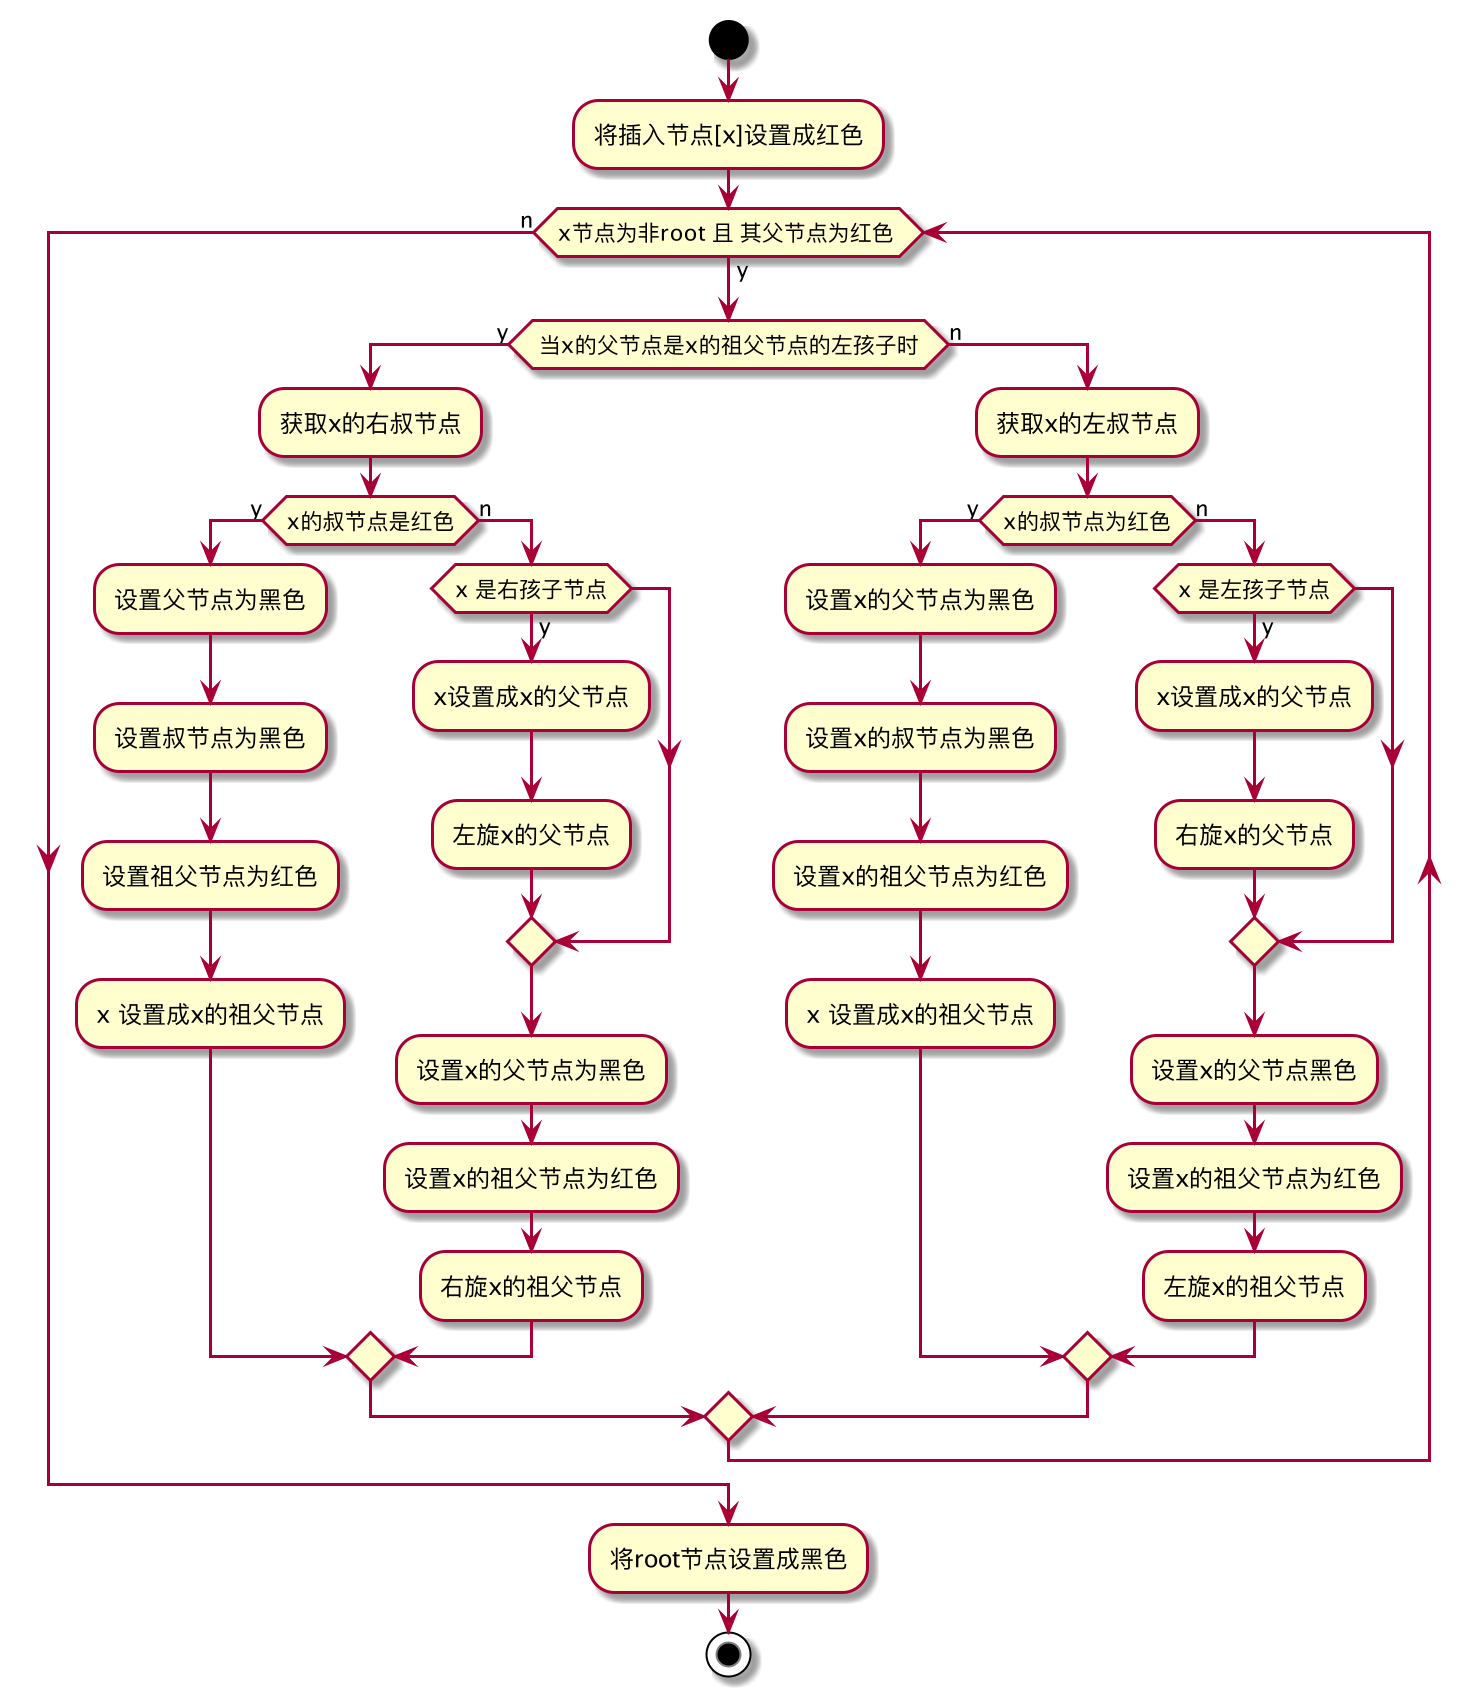 将插入节点[x]设置成红色
n
x节点为非root 且 其父节点为红色
y
y
当x的父节点是x的祖父节点的左孩子时
n
获取x的右叔节点
获取x的左叔节点
y
x的叔节点是红色
n
y
x的叔节点为红色
n
设置父节点为黑色
x 是右孩子节点
设置x的父节点为黑色
x 是左孩子节点
y
y
x设置成x的父节点
x设置成x的父节点
设置叔节点为黑色
设置x的叔节点为黑色
左旋x的父节点
右旋x的父节点
设置祖父节点为红色
设置x的祖父节点为红色
x 设置成x的祖父节点
x 设置成x的祖父节点
设置x的父节点为黑色
设置x的父节点黑色
设置x的祖父节点为红色
设置x的祖父节点为红色
右旋x的祖父节点
左旋x的祖父节点
将root节点设置成黑色